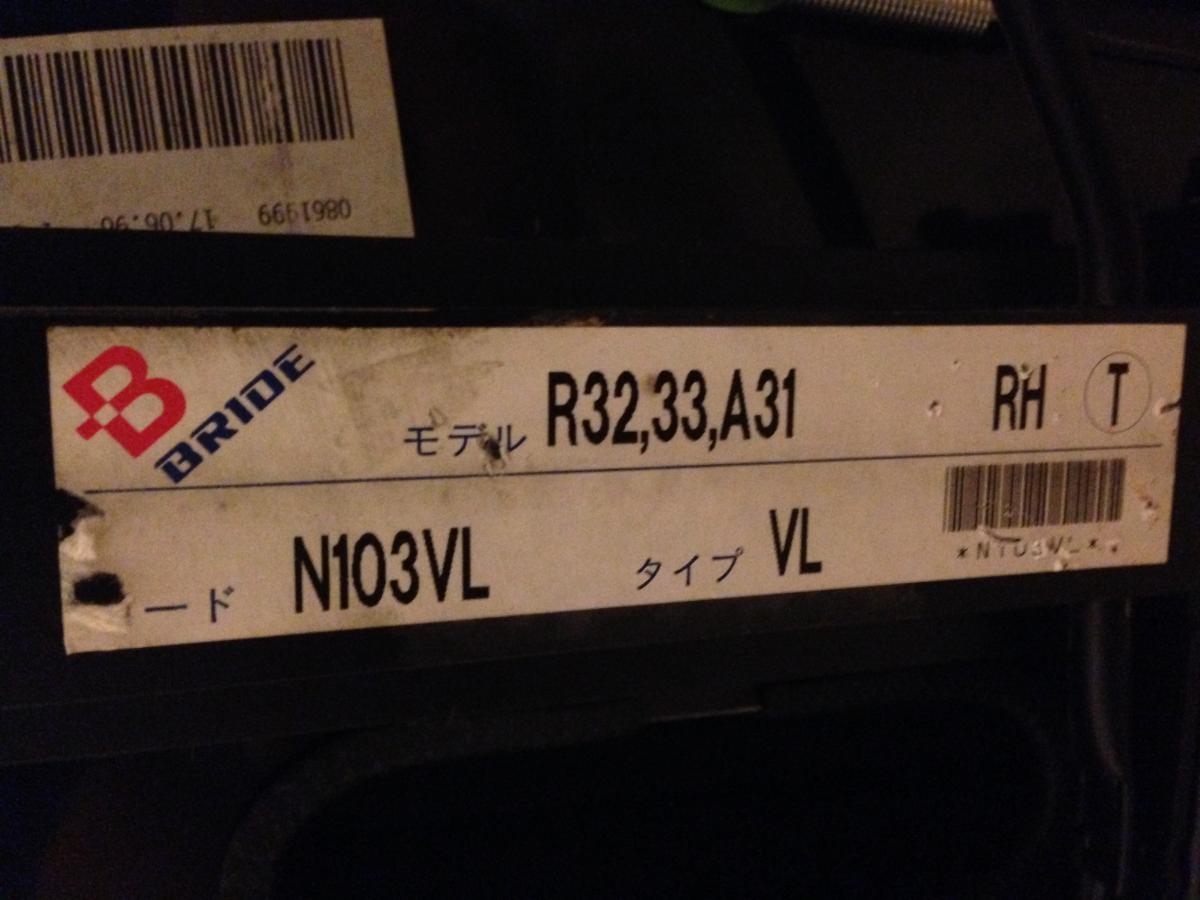 0861999 17.06.96
B BRIDE
モデル R32,33,A31 RH T
ード N103VL タイプ VL
*N103VL*